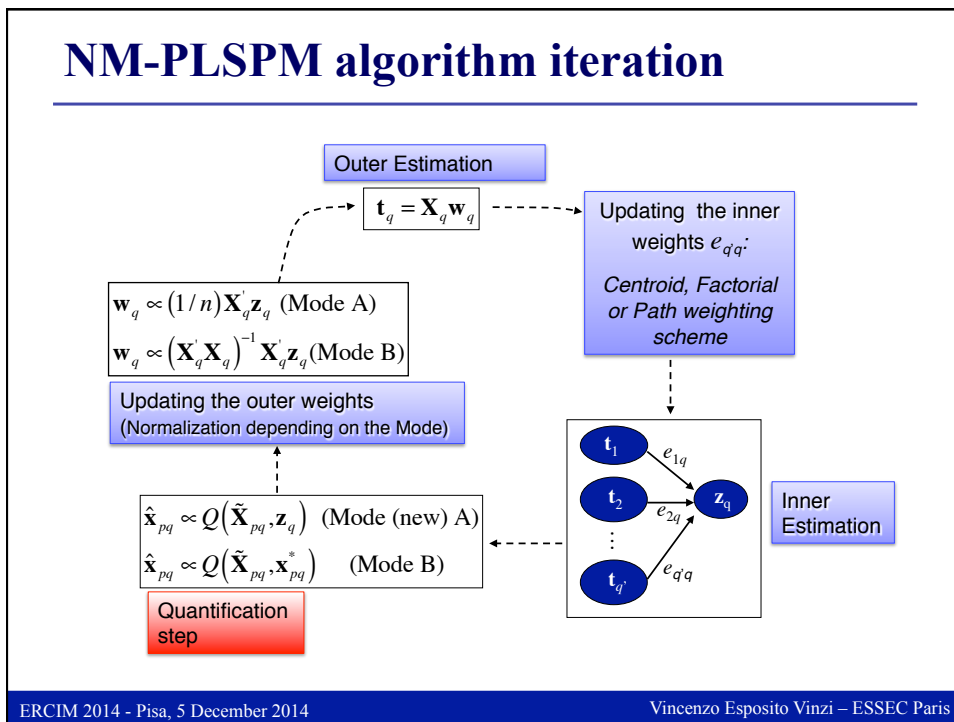 NM-PLSPM algorithm iteration
Outer Estimation
t_q = X_q w_q
Updating the inner
weights e_q'q:
Centroid, Factorial
or Path weighting
scheme
w_q ∝ (1/n) X'_q z_q (Mode A)
w_q ∝ (X'_q X_q)^−1 X'_q z_q (Mode B)
Updating the outer weights
(Normalization depending on the Mode)
t_1
e_1q
t_2
e_2q
z_q
⋮
t_q'
e_q'q
Inner
Estimation
x̂_pq ∝ Q(X̃_pq, z_q) (Mode (new) A)
x̂_pq ∝ Q(X̃_pq, x*_pq) (Mode B)
Quantification
step
ERCIM 2014 - Pisa, 5 December 2014
Vincenzo Esposito Vinzi – ESSEC Paris